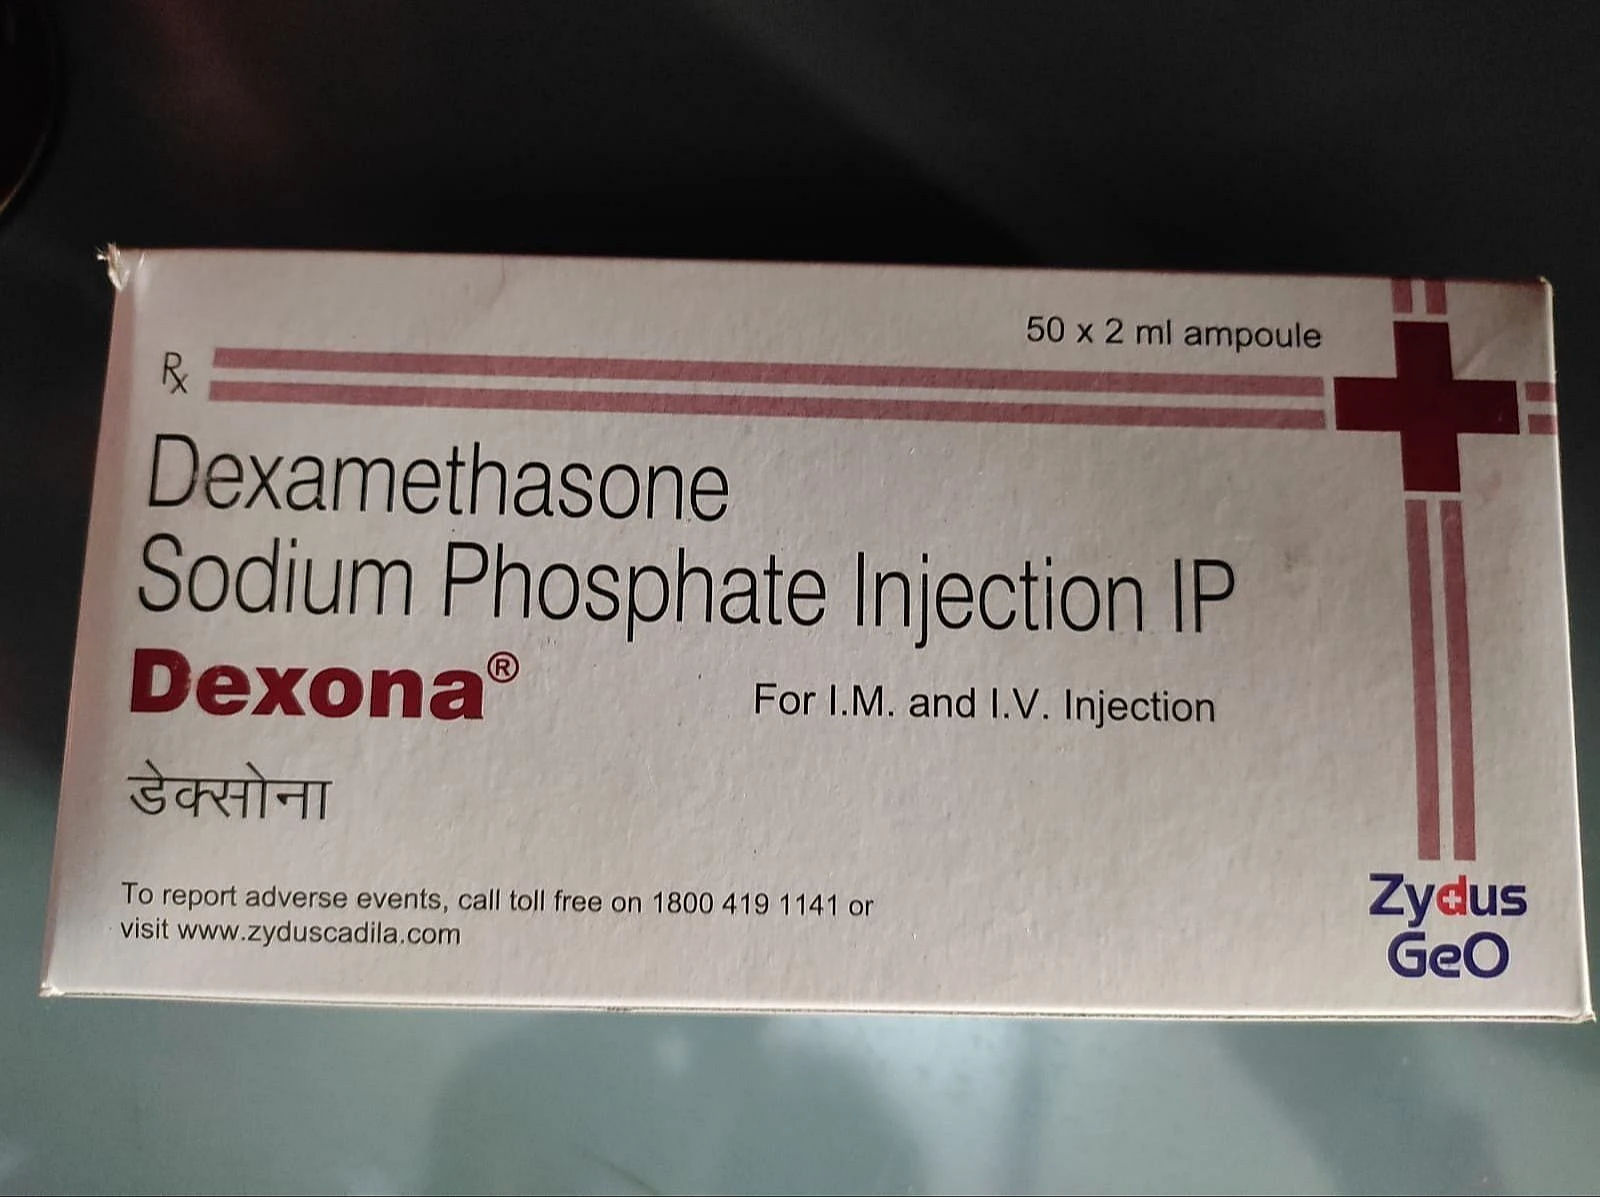 50 x 2 ml ampoule
Rx
Dexamethasone
Sodium Phosphate Injection IP
Dexona®
For I.M. and I.V. Injection
डेक्सोना
To report adverse events, call toll free on 1800 419 1141 or
visit www.zyduscadila.com
Zydus
GeO